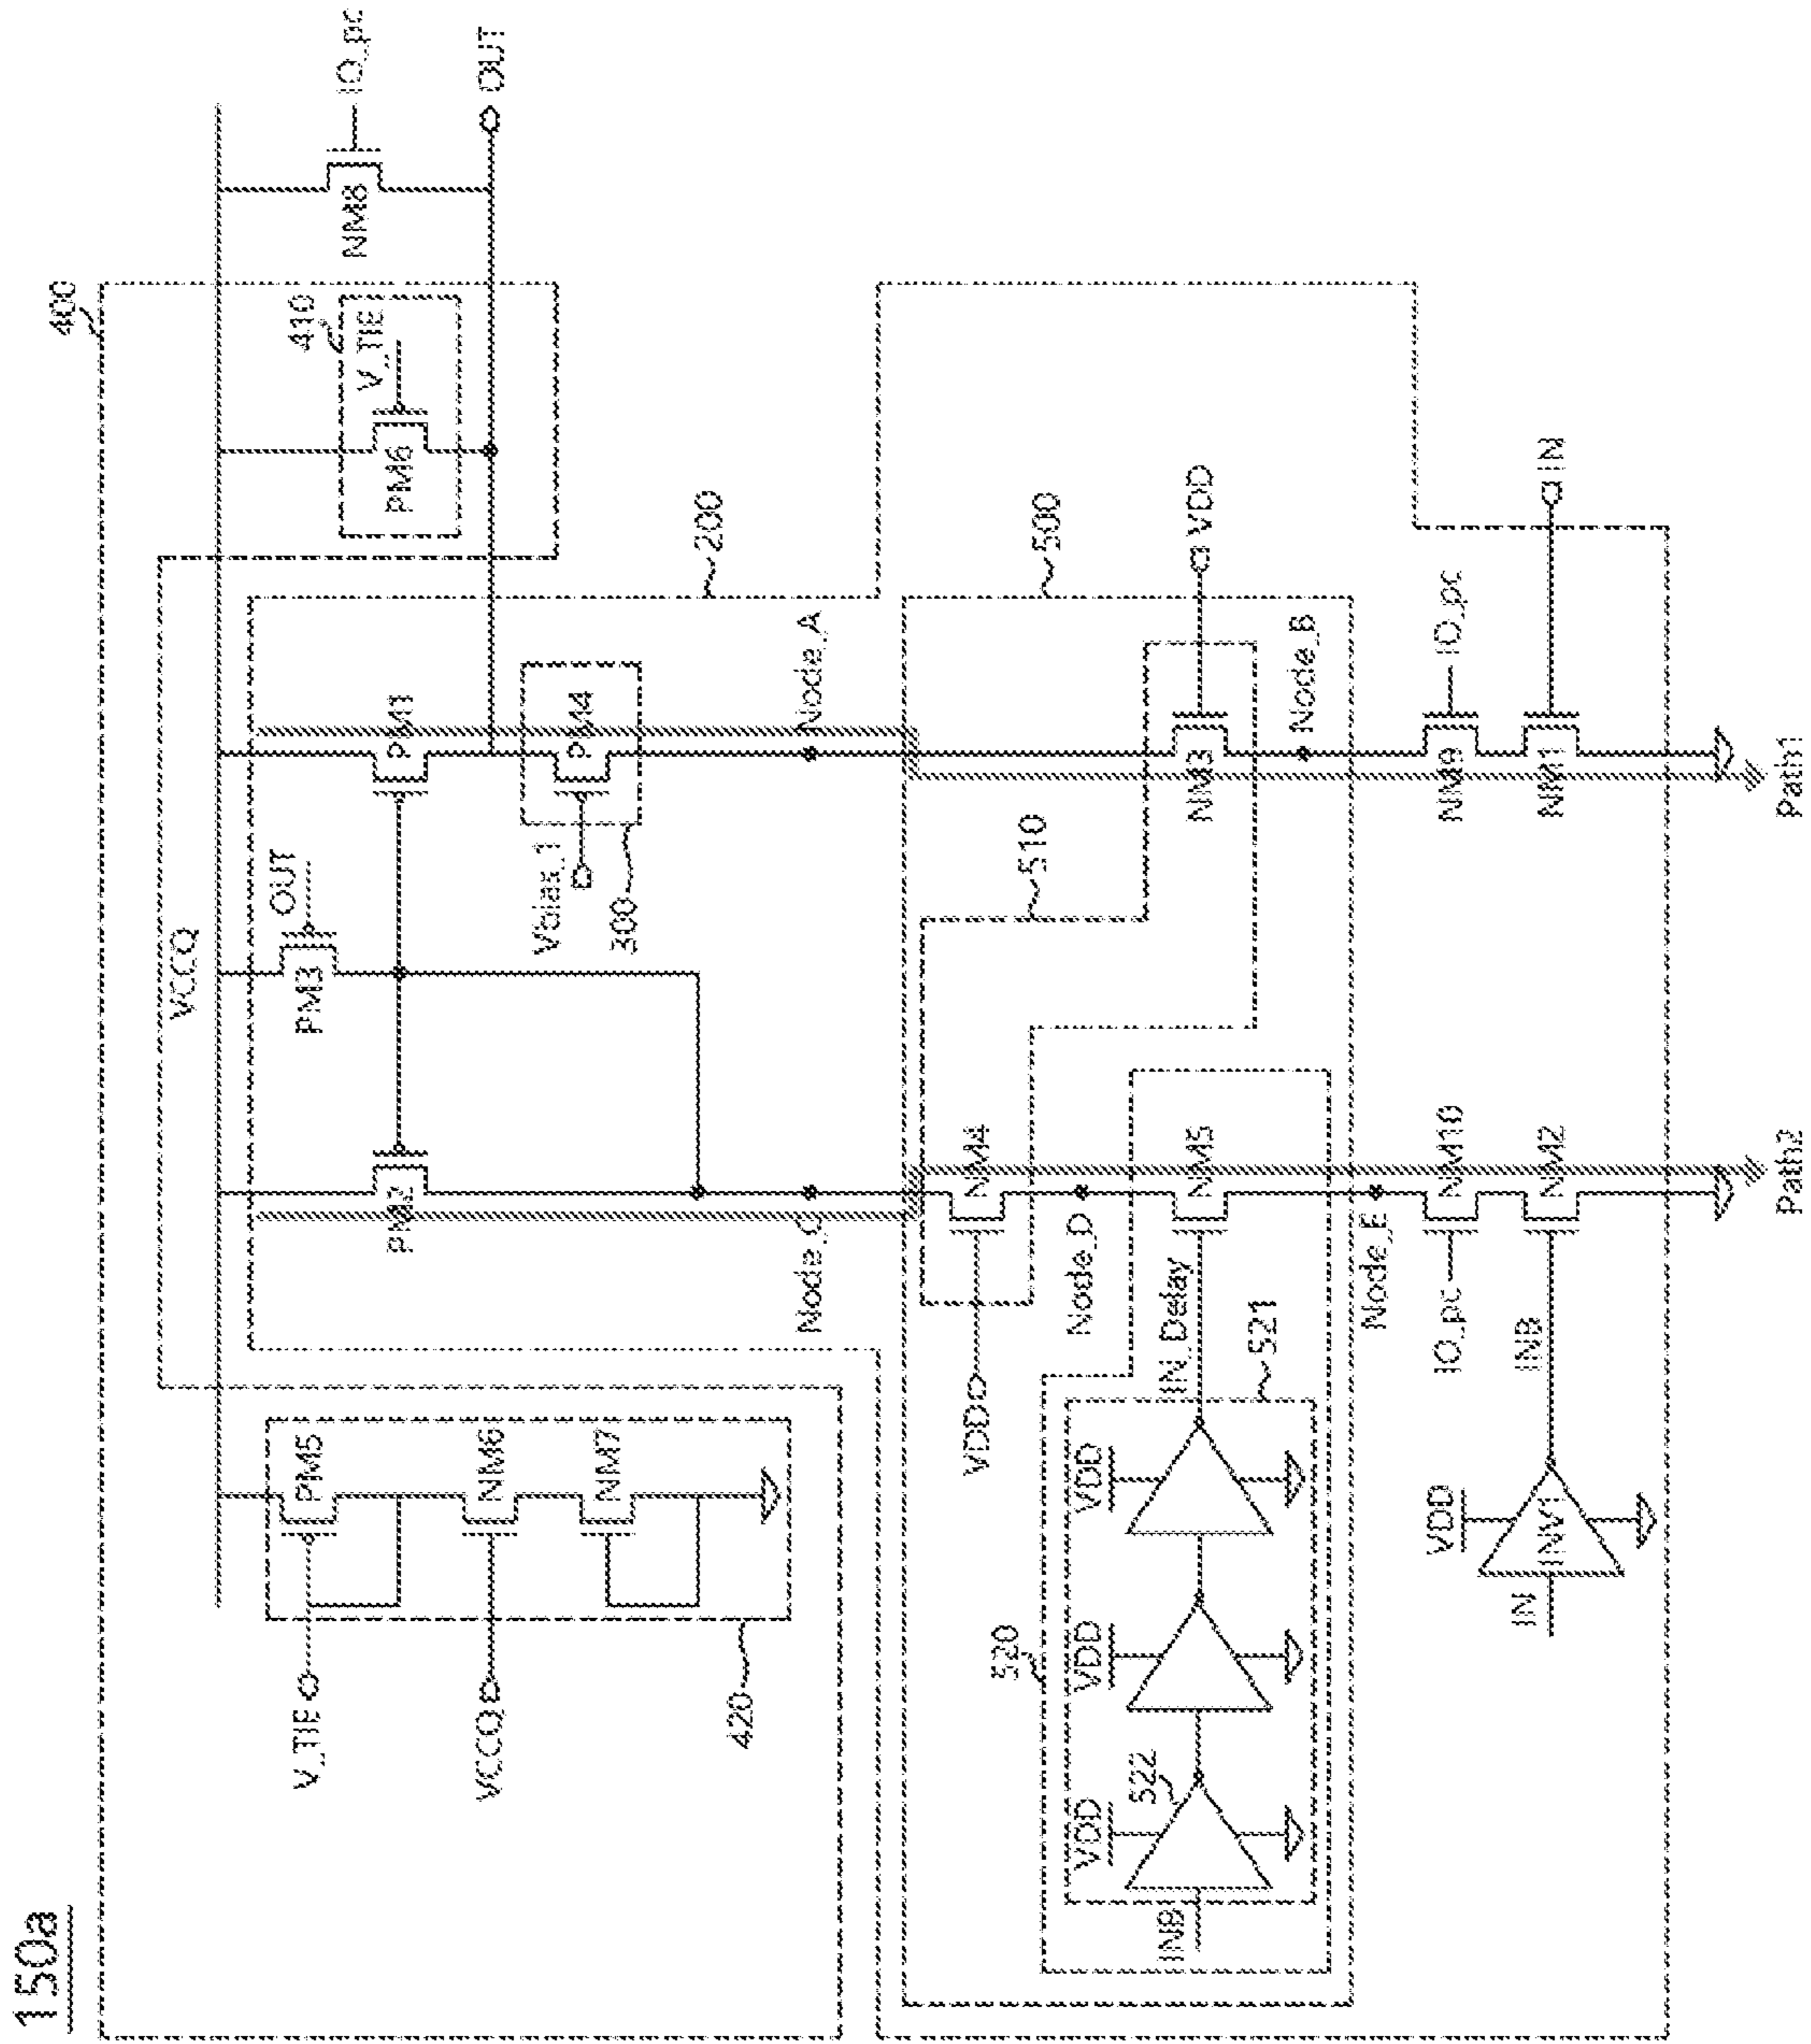 150a
400
VCCQ
410
V_TIE
PM6
NM8
IO_pc
OUT
PM5
NM6
NM7
V_TIE
VCCQ
420
PM3
OUT
PM2
PM1
PM4
Vbias_1
300
200
Node_A
Node_C
500
510
NM4
VDD
Node_D
NM3
VDD
Node_B
520
521
522
INB
VDD
VDD
VDD
IN_Delay
NM5
Node_E
IO_pc
NM10
NM9
IO_pc
IN
VDD
INV1
INB
NM2
NM1
IN
Path2
Path1